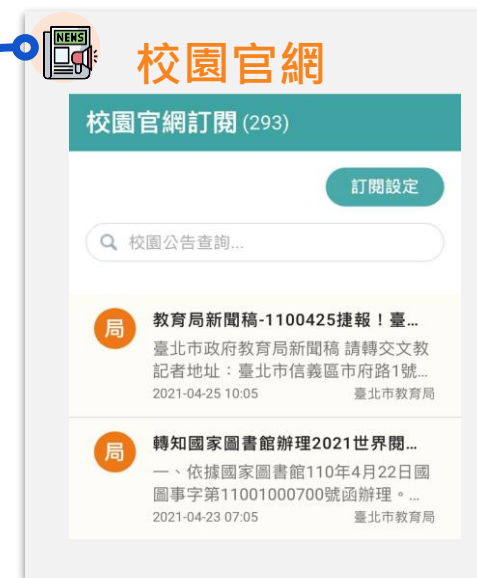 NEWS
校園官網
校園官網訂閱 (293)
訂閱設定
校園公告查詢...
局
教育局新聞稿-1100425捷報！臺...
臺北市政府教育局新聞稿 請轉交文教
記者地址：臺北市信義區市府路1號...
2021-04-25 10:05 臺北市教育局
局
轉知國家圖書館辦理2021世界閱...
一、依據國家圖書館110年4月22日國
圖事字第11001000700號函辦理。...
2021-04-23 07:05 臺北市教育局